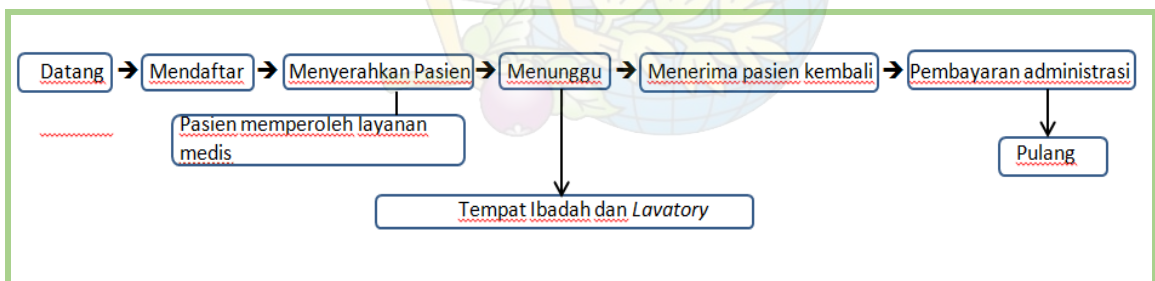 Datang
Mendaftar
Menyerahkan Pasien
Menunggu
Menerima pasien kembali
Pembayaran administrasi
Pasien memperoleh layanan
medis
Pulang
Tempat Ibadah dan Lavatory